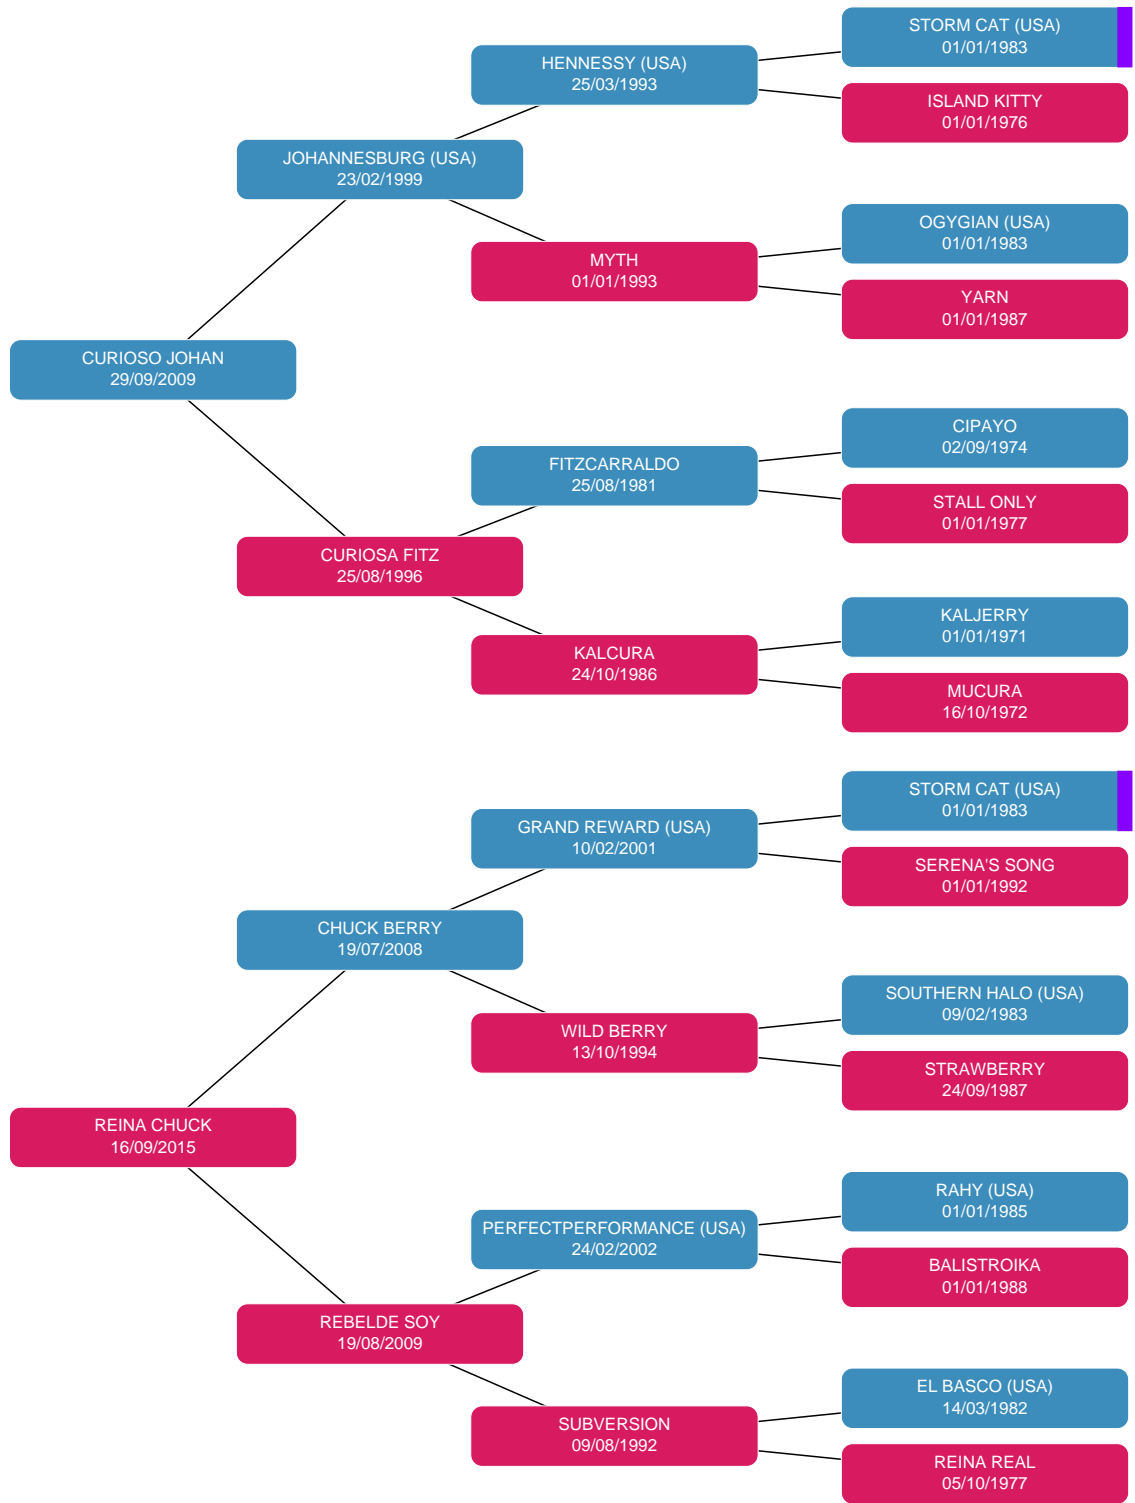 STORM CAT (USA)
01/01/1983
HENNESSY (USA)
25/03/1993
ISLAND KITTY
01/01/1976
JOHANNESBURG (USA)
23/02/1999
OGYGIAN (USA)
01/01/1983
MYTH
01/01/1993
YARN
01/01/1987
CURIOSO JOHAN
29/09/2009
CIPAYO
02/09/1974
FITZCARRALDO
25/08/1981
STALL ONLY
01/01/1977
CURIOSA FITZ
25/08/1996
KALJERRY
01/01/1971
KALCURA
24/10/1986
MUCURA
16/10/1972
STORM CAT (USA)
01/01/1983
GRAND REWARD (USA)
10/02/2001
SERENA'S SONG
01/01/1992
CHUCK BERRY
19/07/2008
SOUTHERN HALO (USA)
09/02/1983
WILD BERRY
13/10/1994
STRAWBERRY
24/09/1987
REINA CHUCK
16/09/2015
RAHY (USA)
01/01/1985
PERFECTPERFORMANCE (USA)
24/02/2002
BALISTROIKA
01/01/1988
REBELDE SOY
19/08/2009
EL BASCO (USA)
14/03/1982
SUBVERSION
09/08/1992
REINA REAL
05/10/1977